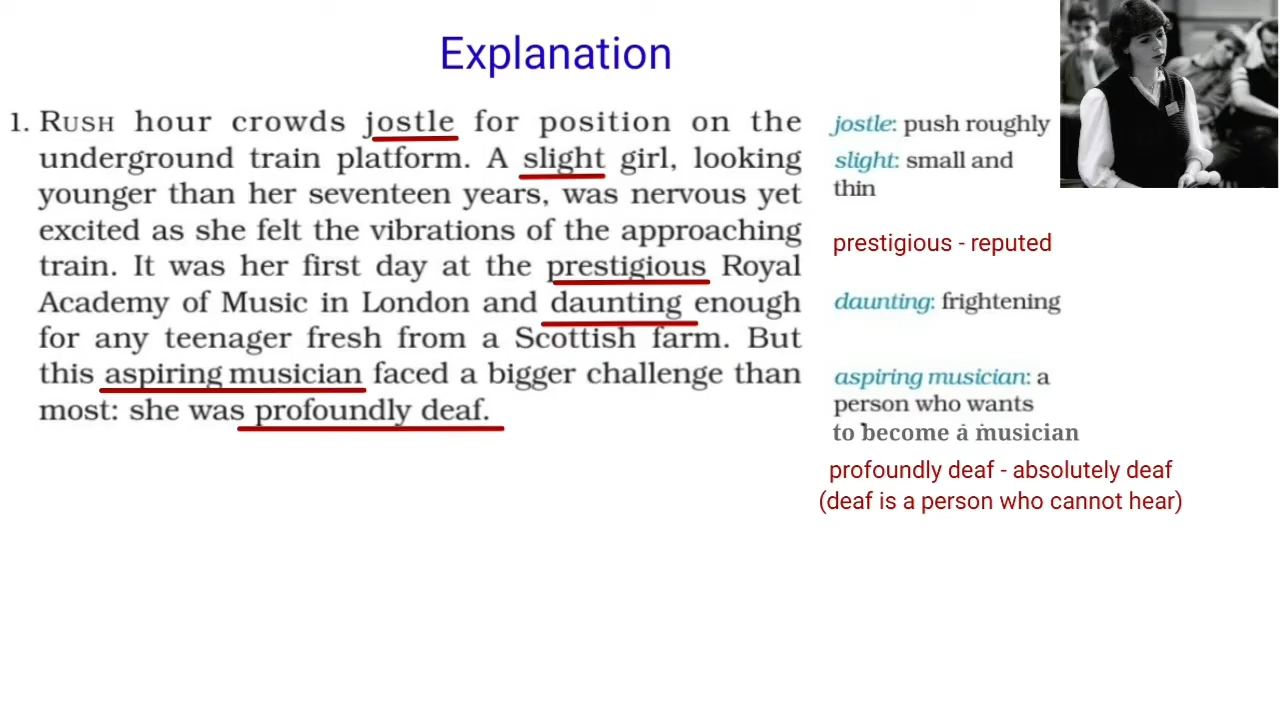 Explanation
1. RUSH hour crowds jostle for position on the
underground train platform. A slight girl, looking
younger than her seventeen years, was nervous yet
excited as she felt the vibrations of the approaching
train. It was her first day at the prestigious Royal
Academy of Music in London and daunting enough
for any teenager fresh from a Scottish farm. But
this aspiring musician faced a bigger challenge than
most: she was profoundly deaf.
jostle: push roughly
slight: small and
thin
prestigious - reputed
daunting: frightening
aspiring musician: a
person who wants
to become a musician
profoundly deaf - absolutely deaf
(deaf is a person who cannot hear)